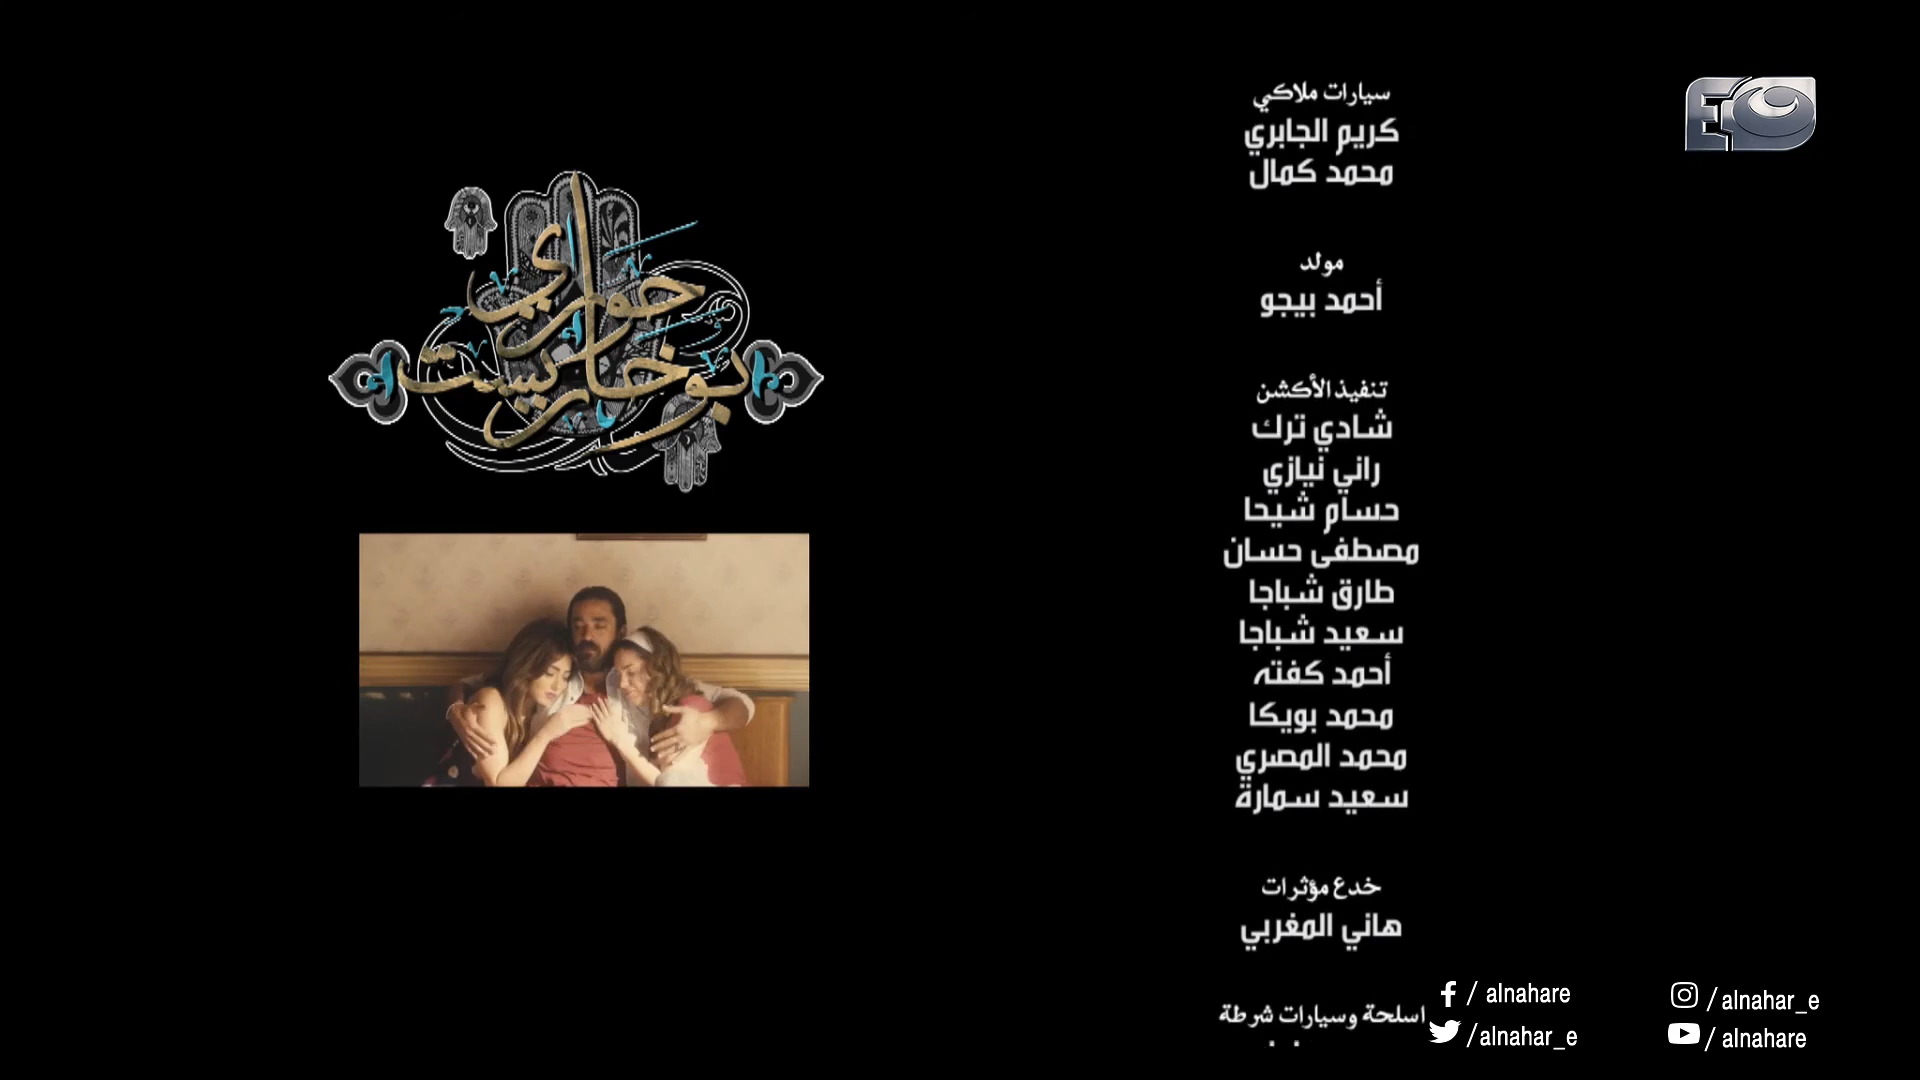 حواري
بوخارست
سيارات ملاكي
كريم الجابري
محمد كمال
مولد
أحمد بيجو
تنفيذ الأكشن
شادي ترك
راني نيازي
حسام شيحا
مصطفى حسان
طارق شباجا
سعيد شباجا
أحمد كفته
محمد بويكا
محمد المصري
سعيد سمارة
خدع مؤثرات
هاني المغربي
اسلحة وسيارات شرطة
/ alnahare
/alnahar_e
/alnahar_e
/ alnahare